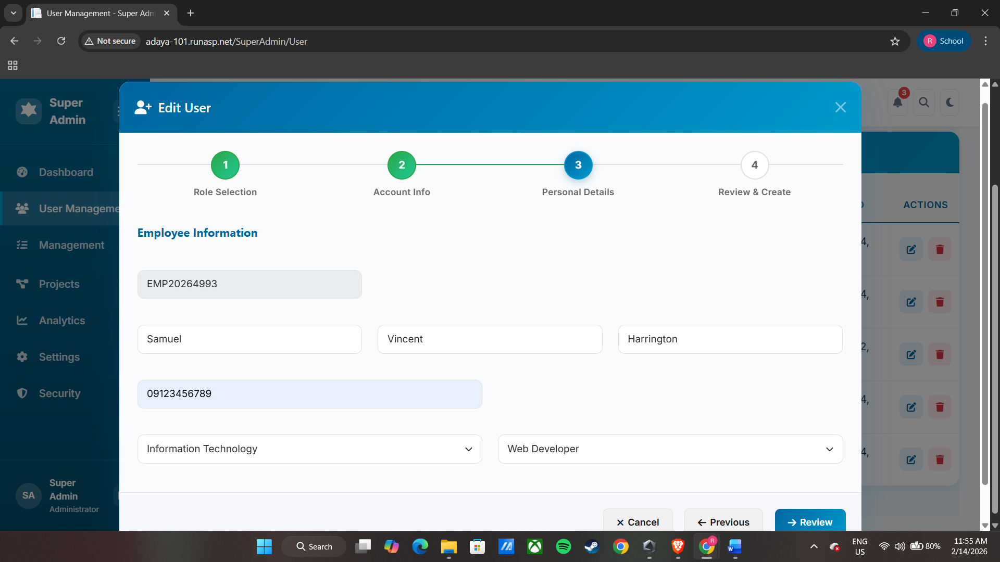 User Management - Super Adm
Not secure
adaya-101.runasp.net/SuperAdmin/User
R
School
Super
Admin
Edit User
3
1
2
3
4
Role Selection
Account Info
Personal Details
Review & Create
Dashboard
User Manageme
Management
Projects
Analytics
Settings
Security
Employee Information
ACTIONS
EMP20264993
Samuel
Vincent
Harrington
09123456789
Information Technology
Web Developer
4,
4,
2,
4,
4,
SA
Super
Admin
Administrator
Cancel
Previous
Review
Search
R
ENG
US
80%
11:55 AM
2/14/2026